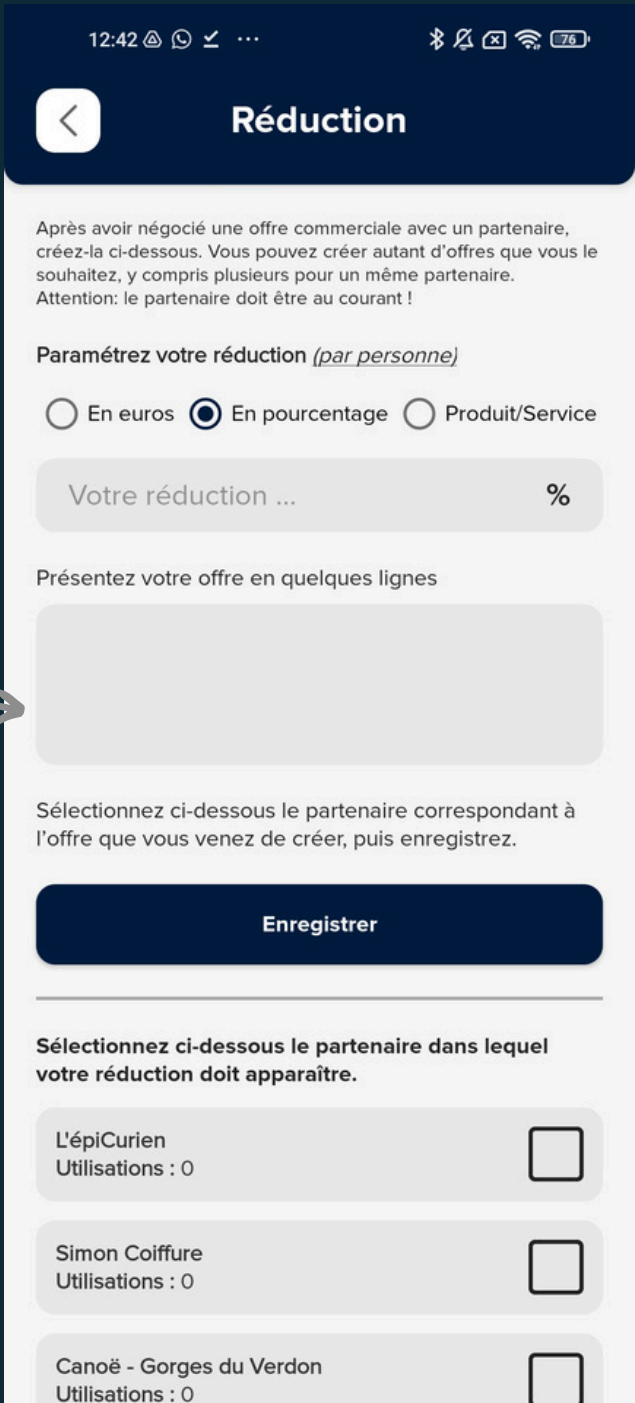 12:42
76
Réduction
Après avoir négocié une offre commerciale avec un partenaire,
créez-la ci-dessous. Vous pouvez créer autant d'offres que vous le
souhaitez, y compris plusieurs pour un même partenaire.
Attention: le partenaire doit être au courant !
Paramétrez votre réduction (par personne)
En euros En pourcentage Produit/Service
Votre réduction ... %
Présentez votre offre en quelques lignes
Sélectionnez ci-dessous le partenaire correspondant à
l'offre que vous venez de créer, puis enregistrez.
Enregistrer
Sélectionnez ci-dessous le partenaire dans lequel
votre réduction doit apparaître.
L'épiCurien
Utilisations : 0
Simon Coiffure
Utilisations : 0
Canoë - Gorges du Verdon
Utilisations : 0